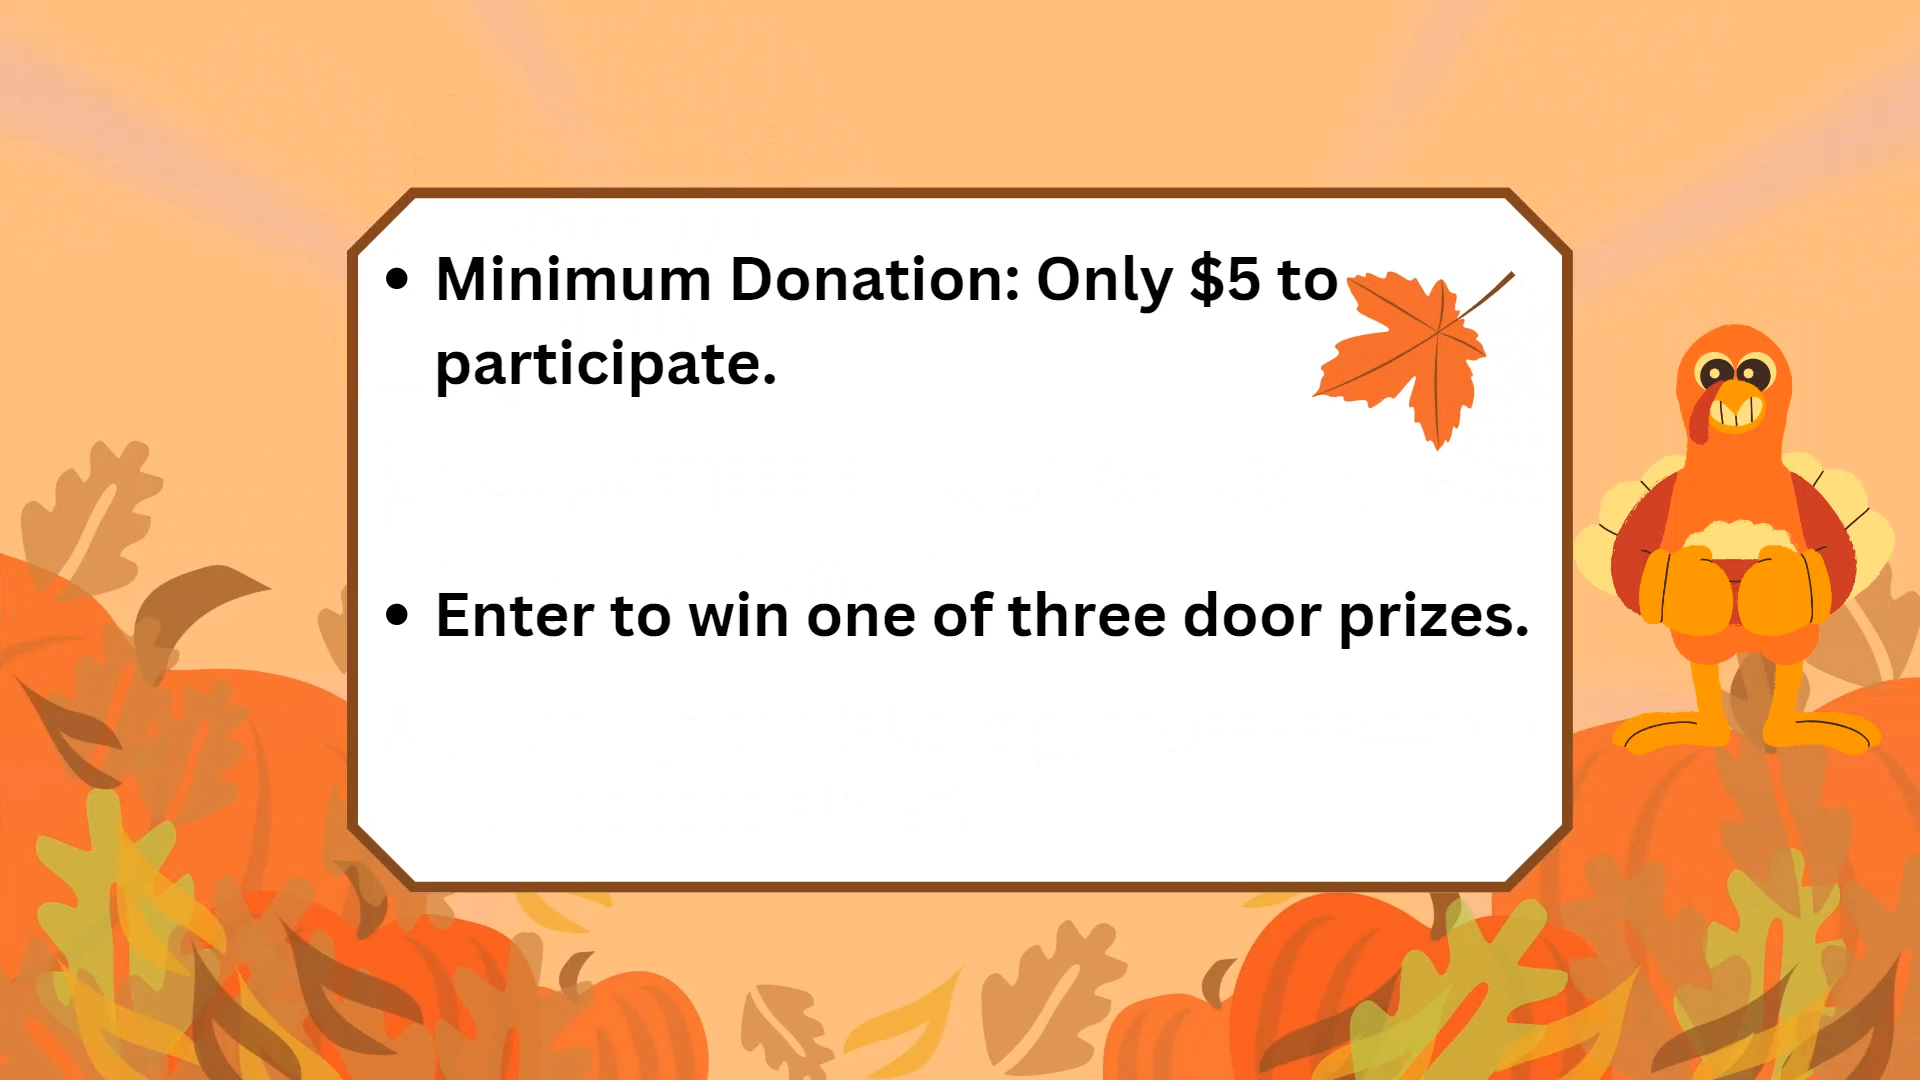 • Minimum Donation: Only $5 to
participate.
• Enter to win one of three door prizes.